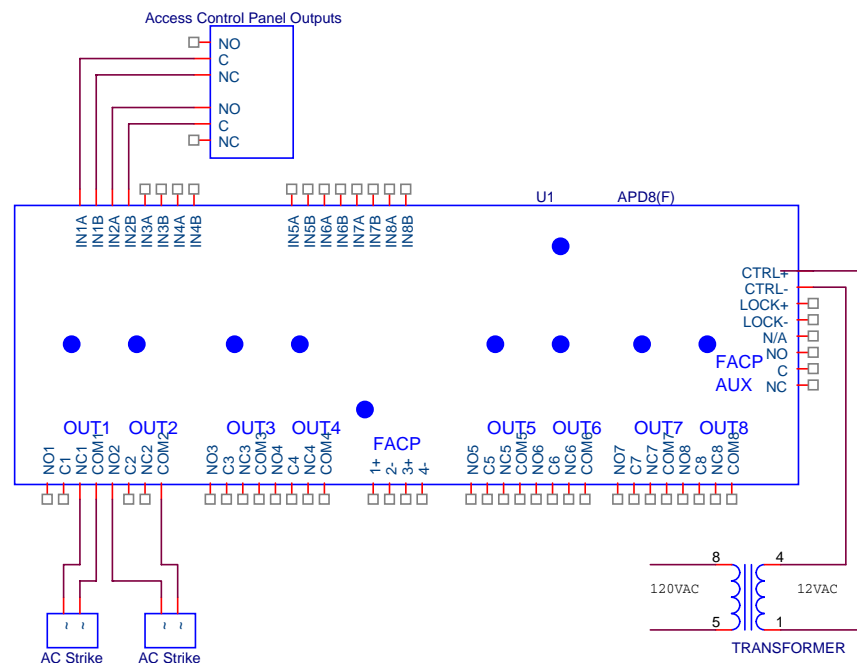 Access Control Panel Outputs
NO
C
NC
NO
C
NC
IN1A
IN1B
IN2A
IN2B
IN3A
IN3B
IN4A
IN4B
IN5A
IN5B
IN6A
IN6B
IN7A
IN7B
IN8A
IN8B
U1
APD8(F)
CTRL+
CTRL-
LOCK+
LOCK-
N/A
NO
C
NC
FACP
AUX
OUT1
OUT2
OUT3
OUT4
FACP
OUT5
OUT6
OUT7
OUT8
NO1
C1
NC1
COM1
NO2
C2
NC2
COM2
NO3
C3
NC3
COM3
NO4
C4
NC4
COM4
1+
2-
3+
4-
NO5
C5
NC5
COM5
NO6
C6
NC6
COM6
NO7
C7
NC7
COM7
NO8
C8
NC8
COM8
8
4
120VAC
12VAC
5
1
TRANSFORMER
~
~
~
~
AC Strike
AC Strike